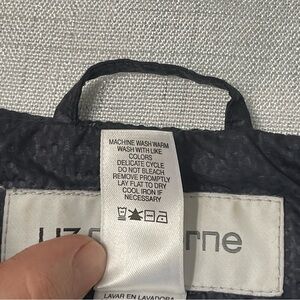 MACHINE WASH WARM
WASH WITH LIKE
COLORS
DELICATE CYCLE
DO NOT BLEACH
REMOVE PROMPTLY
LAY FLAT TO DRY
COOL IRON IF
NECESSARY
LAVAR EN LAVADORA